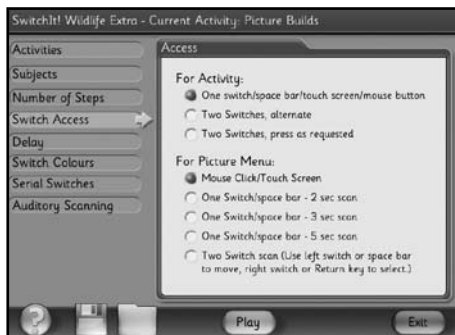 SwitchIt! Wildlife Extra - Current Activity: Picture Builds
Activities
Subjects
Number of Steps
Switch Access
Delay
Switch Colours
Serial Switches
Auditory Scanning
Access
For Activity:
One switch/space bar/touch screen/mouse button
Two Switches, alternate
Two Switches, press as requested
For Picture Menu:
Mouse Click/Touch Screen
One Switch/space bar - 2 sec scan
One Switch/space bar - 3 sec scan
One Switch/space bar - 5 sec scan
Two Switch scan (Use left switch or space bar
to move, right switch or Return key to select.)
?
Play
Exit